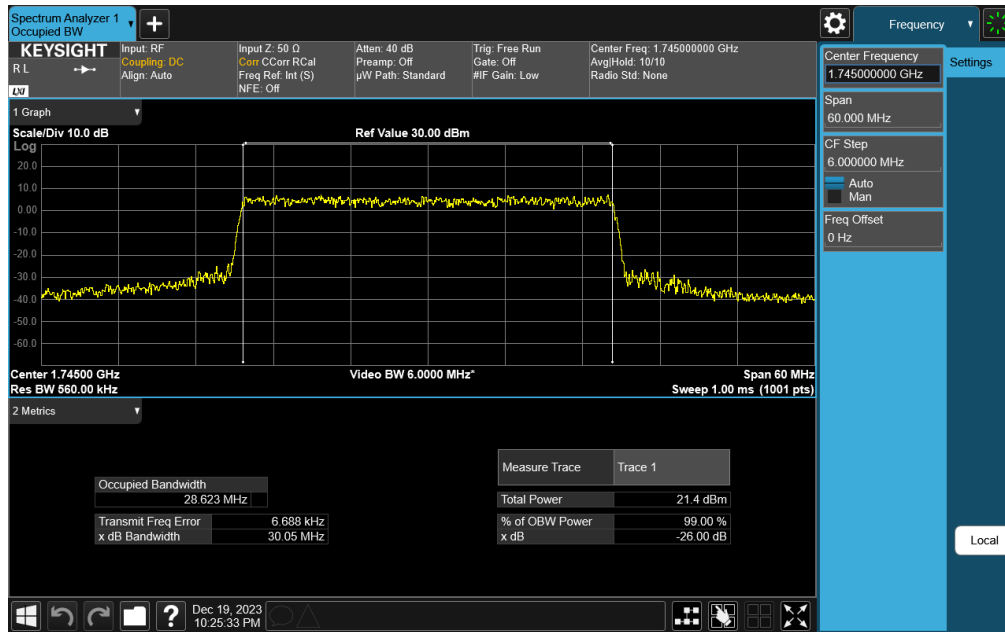 Spectrum Analyzer 1
Occupied BW
Frequency
KEYSIGHT
R L
LXI
Input: RF
Coupling: DC
Align: Auto
Input Z: 50 Ω
Corr CCorr RCal
Freq Ref: Int (S)
NFE: Off
Atten: 40 dB
Preamp: Off
µW Path: Standard
Trig: Free Run
Gate: Off
#IF Gain: Low
Center Freq: 1.745000000 GHz
Avg|Hold: 10/10
Radio Std: None
Center Frequency
1.745000000 GHz
Settings
Span
60.000 MHz
CF Step
6.000000 MHz
Auto
Man
Freq Offset
0 Hz
Local
1 Graph
Scale/Div 10.0 dB
Ref Value 30.00 dBm
Log
20.0
10.0
0.00
-10.0
-20.0
-30.0
-40.0
-50.0
-60.0
Center 1.74500 GHz
Video BW 6.0000 MHz*
Span 60 MHz
Res BW 560.00 kHz
Sweep 1.00 ms (1001 pts)
2 Metrics
Occupied Bandwidth
28.623 MHz
Transmit Freq Error 6.688 kHz
x dB Bandwidth 30.05 MHz
Measure Trace Trace 1
Total Power 21.4 dBm
% of OBW Power 99.00 %
x dB -26.00 dB
?
Dec 19, 2023
10:25:33 PM